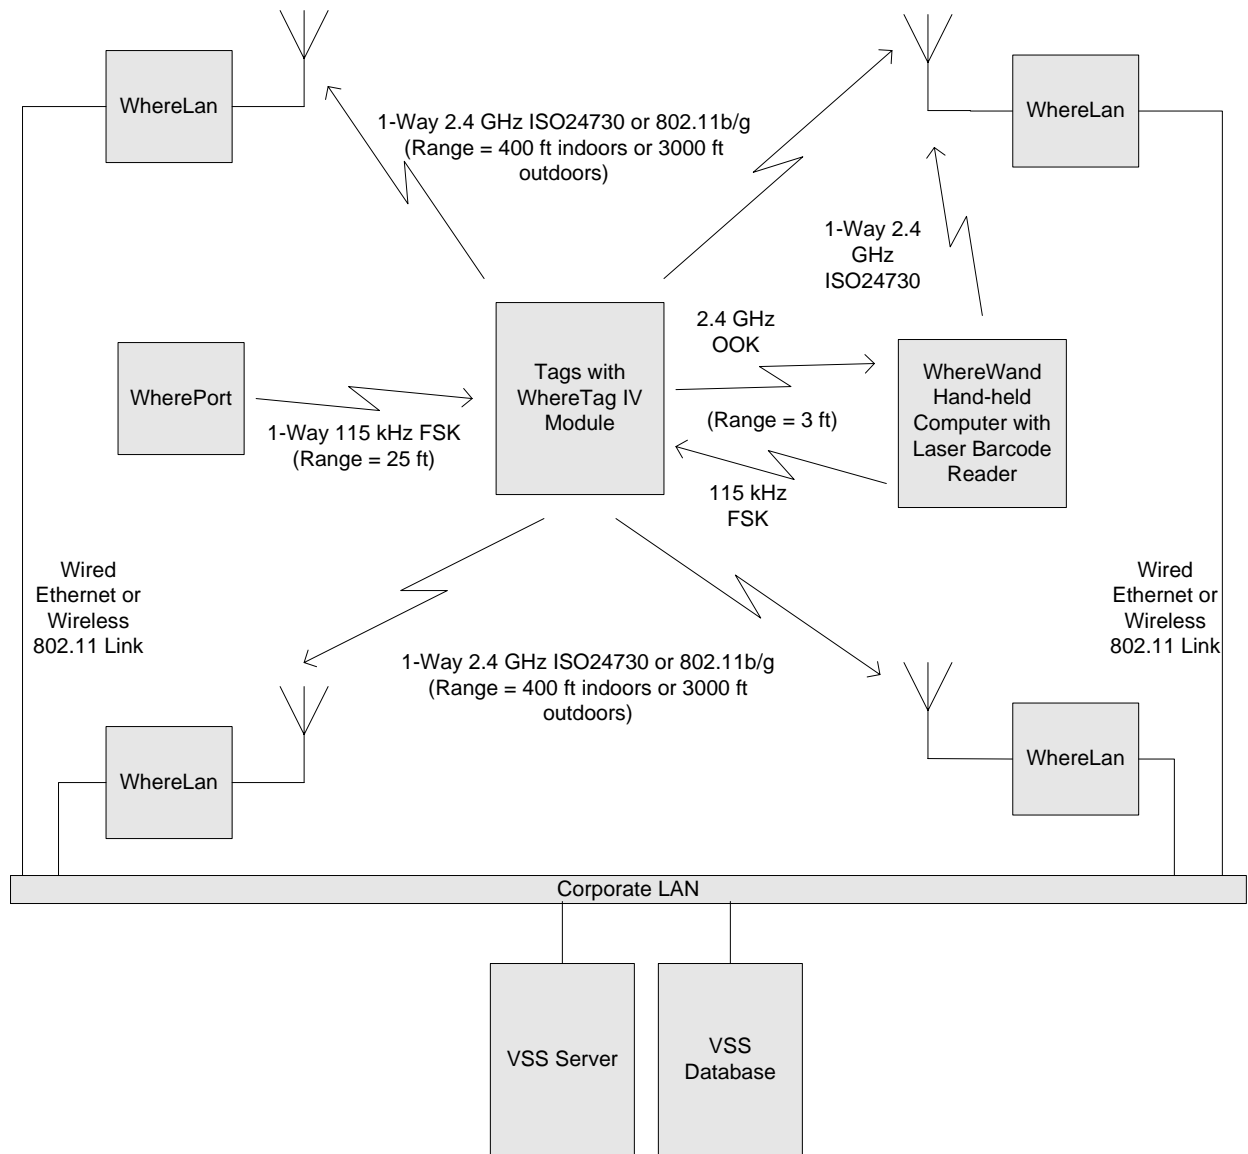 WhereLan
1-Way 2.4 GHz ISO24730 or 802.11b/g
(Range = 400 ft indoors or 3000 ft
outdoors)
WhereLan
1-Way 2.4
GHz
ISO24730
WherePort
1-Way 115 kHz FSK
(Range = 25 ft)
Tags with
WhereTag IV
Module
2.4 GHz
OOK
(Range = 3 ft)
115 kHz
FSK
WhereWand
Hand-held
Computer with
Laser Barcode
Reader
Wired
Ethernet or
Wireless
802.11 Link
Wired
Ethernet or
Wireless
802.11 Link
1-Way 2.4 GHz ISO24730 or 802.11b/g
(Range = 400 ft indoors or 3000 ft
outdoors)
WhereLan
WhereLan
Corporate LAN
VSS Server
VSS
Database